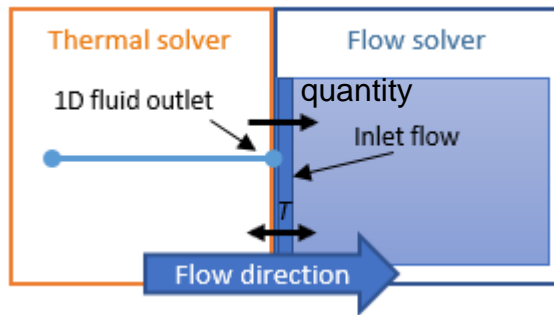 Thermal solver
Flow solver
1D fluid outlet
quantity
Inlet flow
T
Flow direction